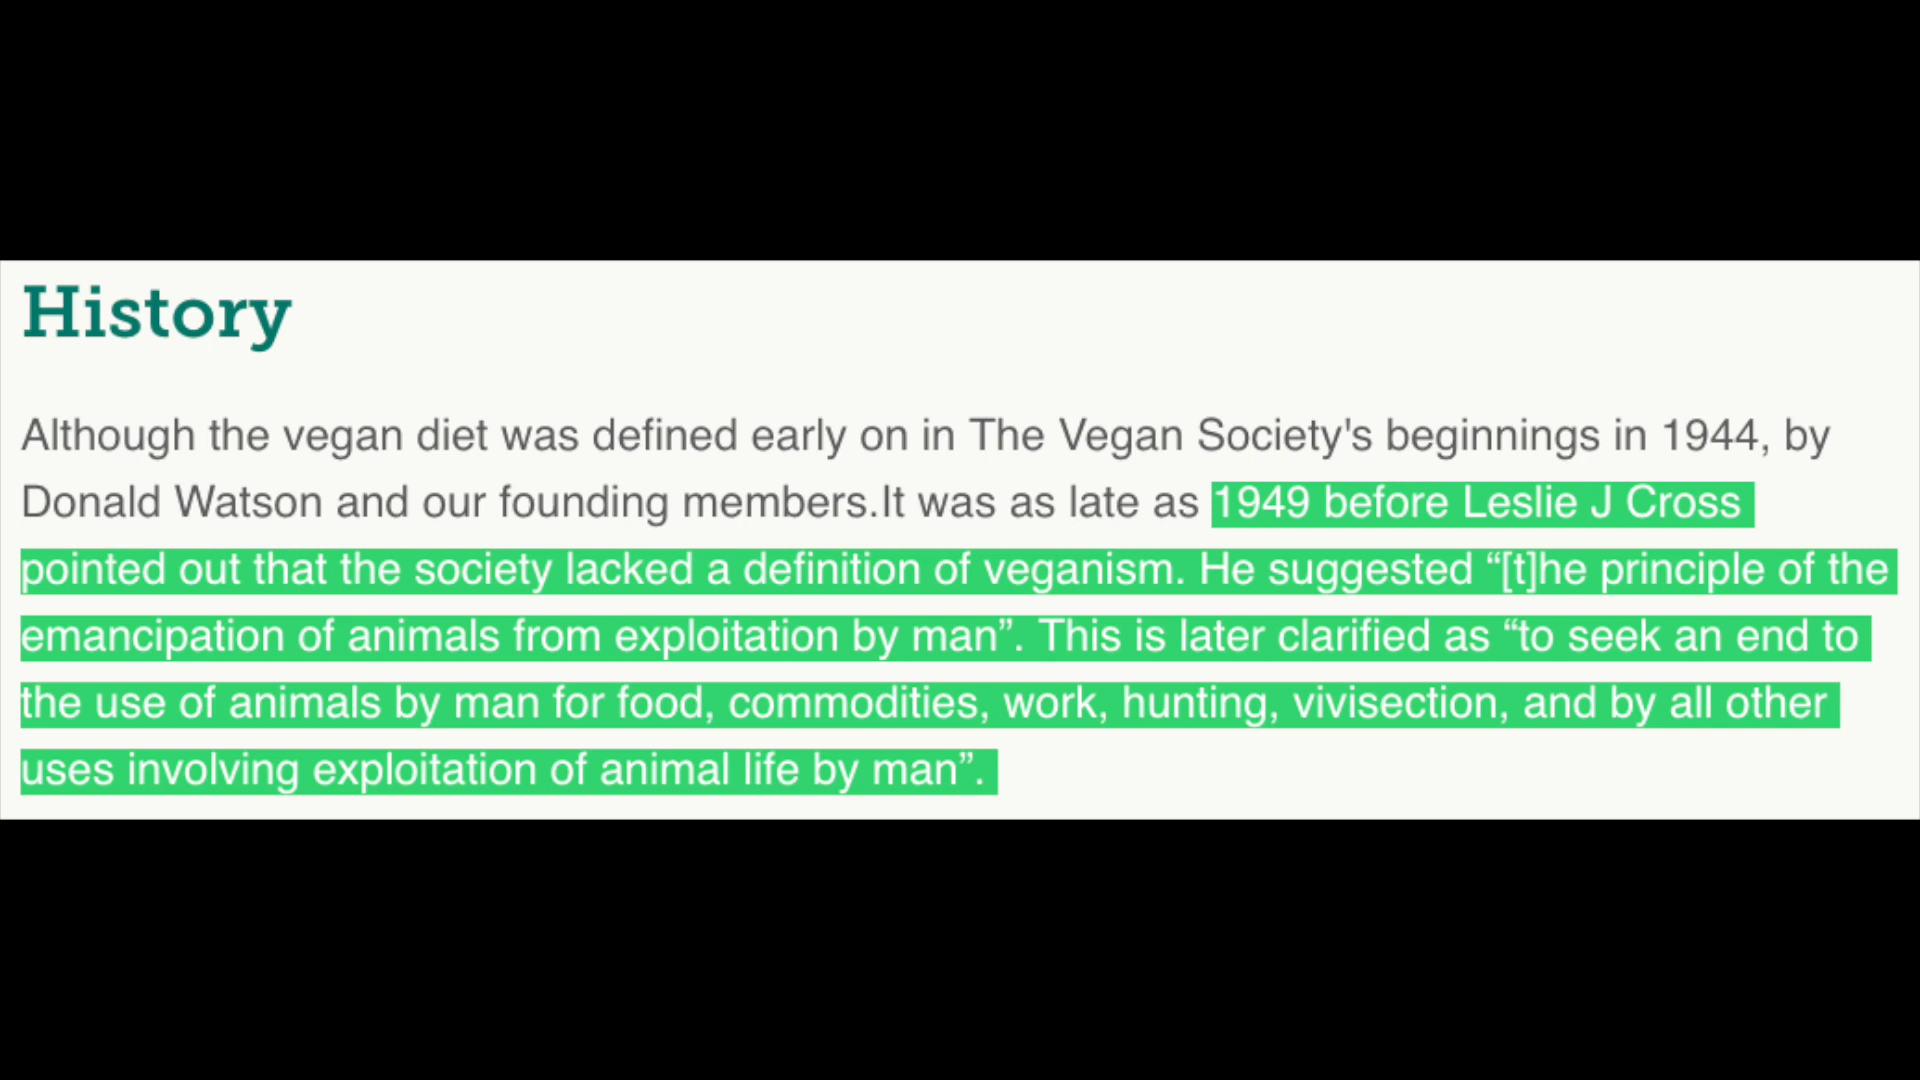 History
Although the vegan diet was defined early on in The Vegan Society's beginnings in 1944, by
Donald Watson and our founding members.It was as late as 1949 before Leslie J Cross
pointed out that the society lacked a definition of veganism. He suggested “[t]he principle of the
emancipation of animals from exploitation by man”. This is later clarified as “to seek an end to
the use of animals by man for food, commodities, work, hunting, vivisection, and by all other
uses involving exploitation of animal life by man”.